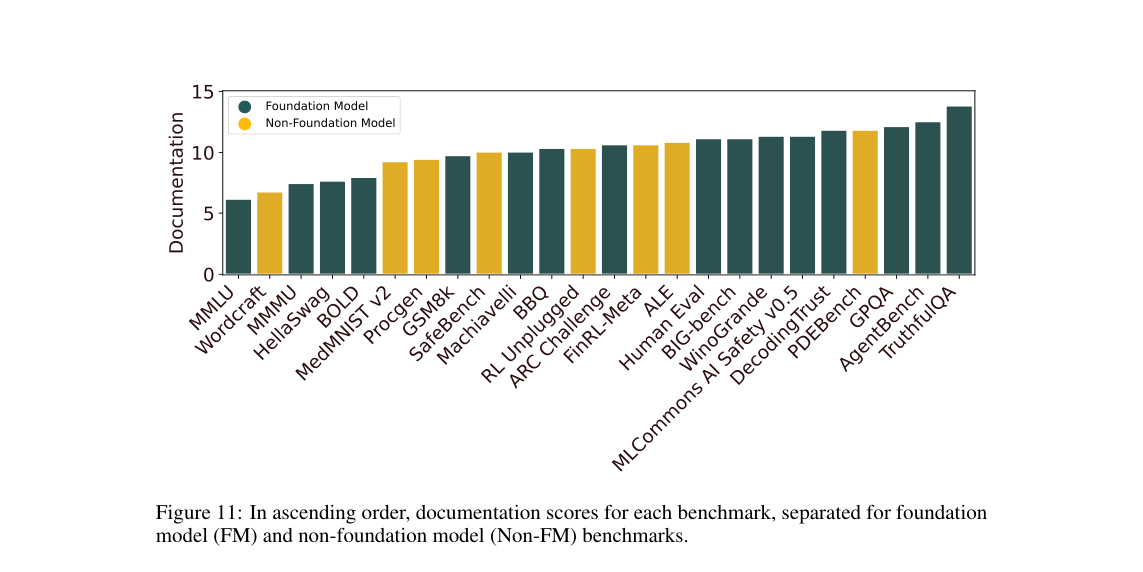 15
10
5
0
Documentation
Foundation Model
Non-Foundation Model
MMLU
Wordcraft
MMMU
HellaSwag
BOLD
MedMNIST v2
Procgen
GSM8k
SafeBench
Machiavelli
BBQ
RL Unplugged
ARC Challenge
FinRL-Meta
ALE
Human Eval
BIG-bench
WinoGrande
MLCommons AI Safety v0.5
DecodingTrust
PDEBench
GPQA
AgentBench
TruthfulQA
Figure 11: In ascending order, documentation scores for each benchmark, separated for foundation
model (FM) and non-foundation model (Non-FM) benchmarks.